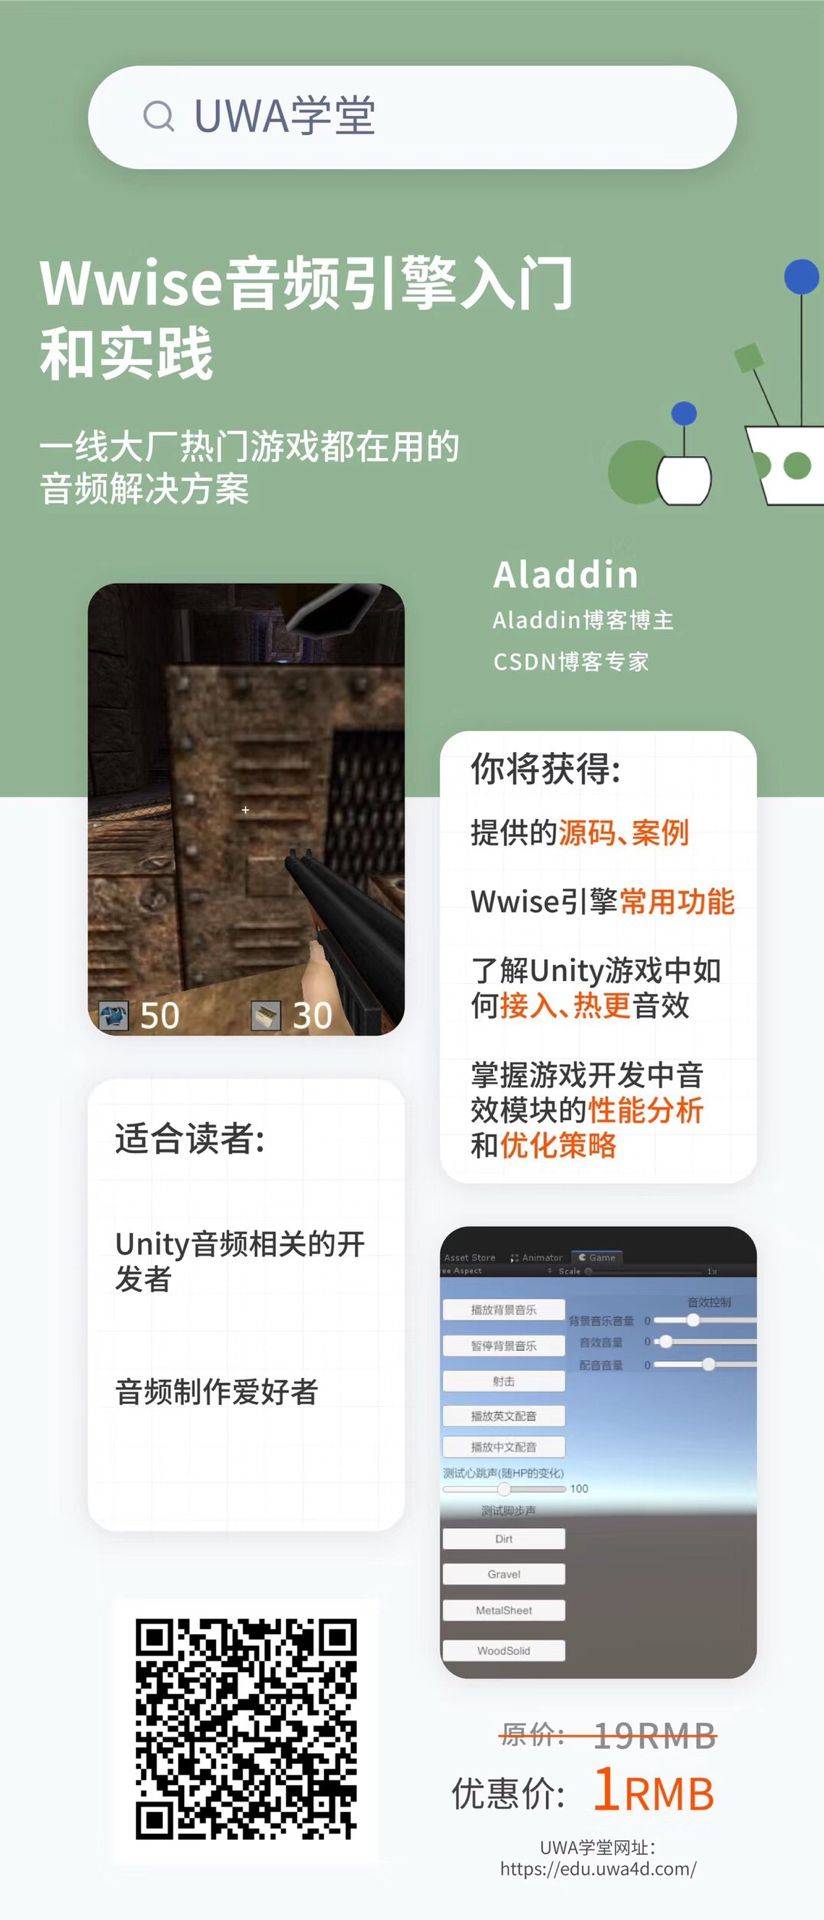 UWA学堂
Wwise音频引擎入门
和实践
一线大厂热门游戏都在用的
音频解决方案
Aladdin
Aladdin博客博主
CSDN博客专家
50
30
你将获得:
提供的源码、案例
Wwise引擎常用功能
了解Unity游戏中如
何接入、热更音效
掌握游戏开发中音
效模块的性能分析
和优化策略
适合读者:
Unity音频相关的开
发者
音频制作爱好者
Asset Store
Animator
Game
ee Aspect
Scale
1x
播放背景音乐
暂停背景音乐
射击
播放英文配音
播放中文配音
测试心跳声(随HP的变化)
100
测试脚步声
Dirt
Gravel
MetalSheet
WoodSolid
音效控制
背景音乐音量 0
音效音量 0
配音音量 0
原价: 19RMB
优惠价: 1RMB
UWA学堂网址:
https://edu.uwa4d.com/